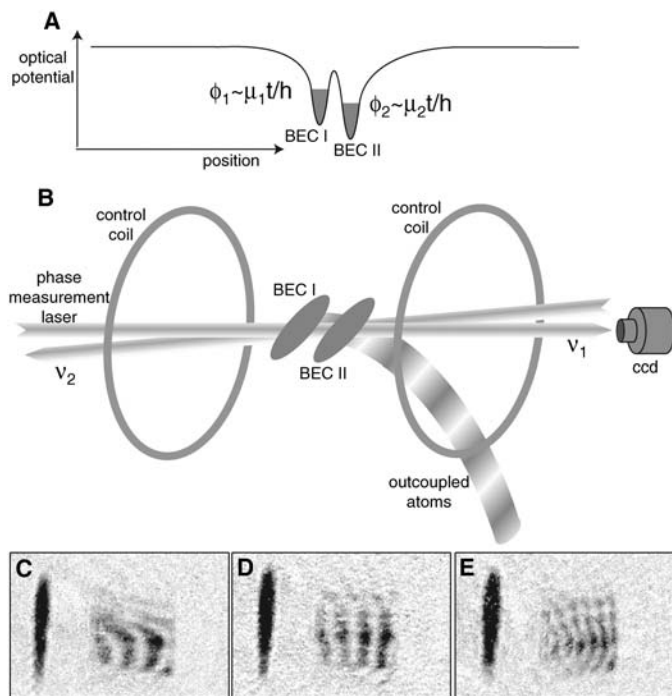 A
optical
potential
ϕ₁~μ₁t/h
ϕ₂~μ₂t/h
BEC I
BEC II
position
B
control
coil
control
coil
phase
measurement
laser
BEC I
BEC II
ν₂
ν₁
ccd
outcoupled
atoms
C
D
E